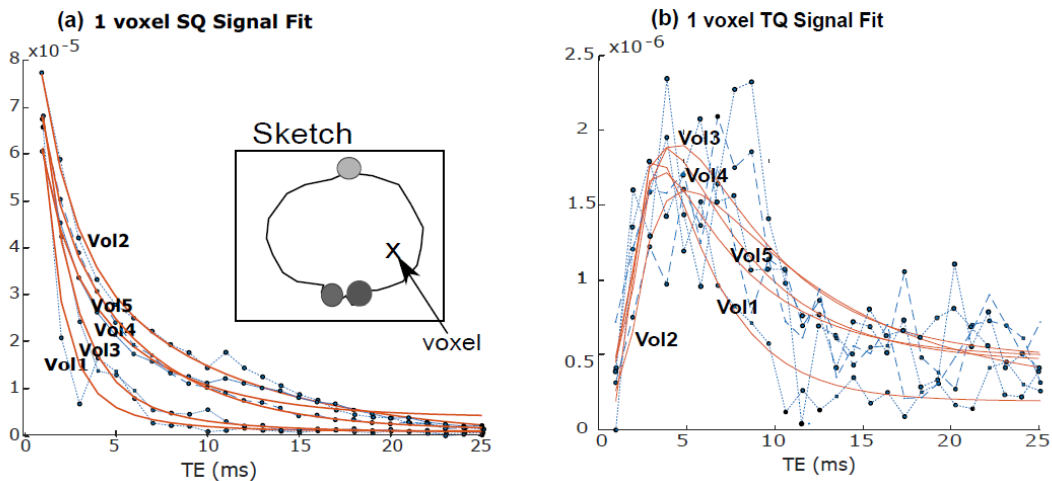 (a) 1 voxel SQ Signal Fit
x10-5
8
7
6
5
4
3
2
1
0
0 5 10 15 20 25
TE (ms)
Vol2
Vol5
Vol4
Vol3
Vol1
Sketch
X
voxel
(b) 1 voxel TQ Signal Fit
x10-6
2.5
2
1.5
1
0.5
0
0 5 10 15 20 25
TE (ms)
Vol3
Vol4
Vol5
Vol1
Vol2